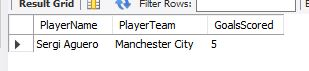 Result Grid Filter Rows:
PlayerName PlayerTeam GoalsScored
Sergi Aguero Manchester City 5